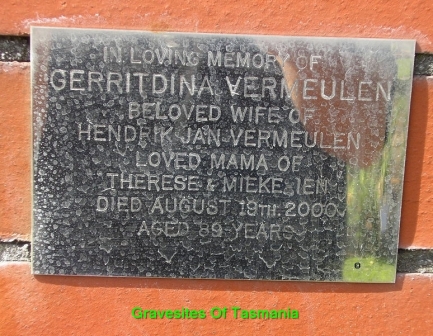 IN LOVING MEMORY OF
GERRITDINA VERMEULEN
BELOVED WIFE OF
HENDRIK JAN VERMEULEN
LOVED MAMA OF
THERESE & MIEKE SIEN
DIED AUGUST 19TH. 2000
AGED 89 YEARS
Gravesites Of Tasmania